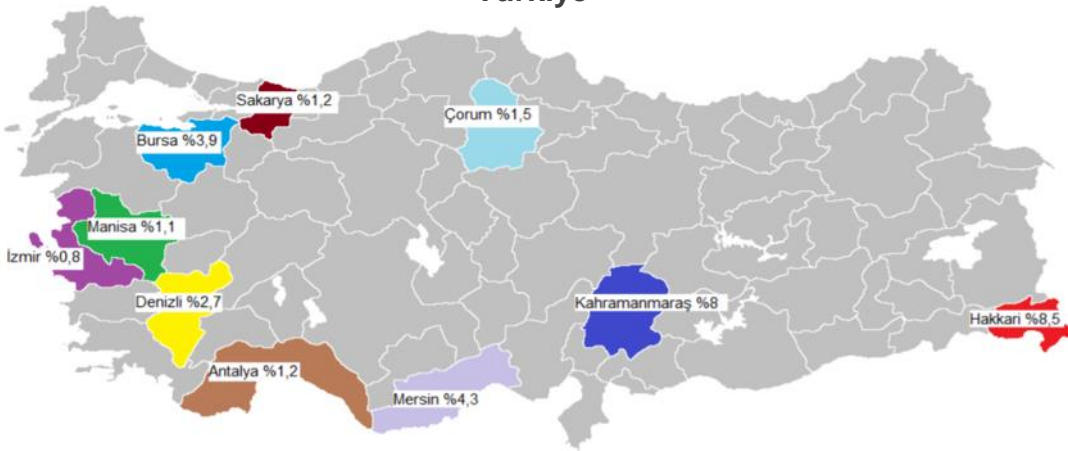 Türkiye
Sakarya %1,2
Çorum %1,5
Bursa %3,9
Manisa %1,1
İzmir %0,8
Denizli %2,7
Kahramanmaraş %8
Hakkari %8,5
Antalya %1,2
Mersin %4,3